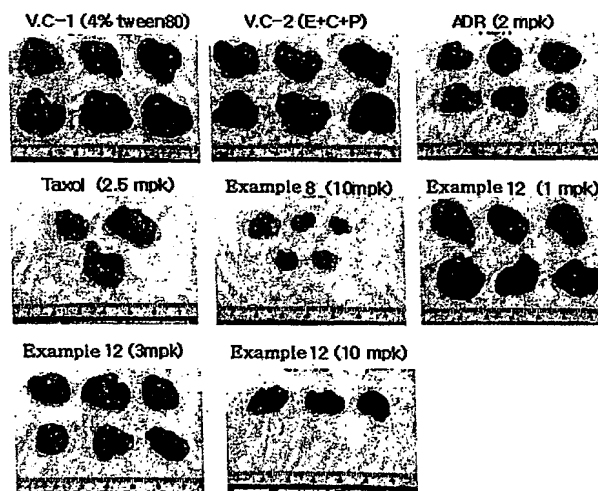 V.C-1 (4% tween80)
V.C-2 (E+C+P)
ADR (2 mpk)
Taxol (2.5 mpk)
Example 8 (10mpk)
Example 12 (1 mpk)
Example 12 (3mpk)
Example 12 (10 mpk)